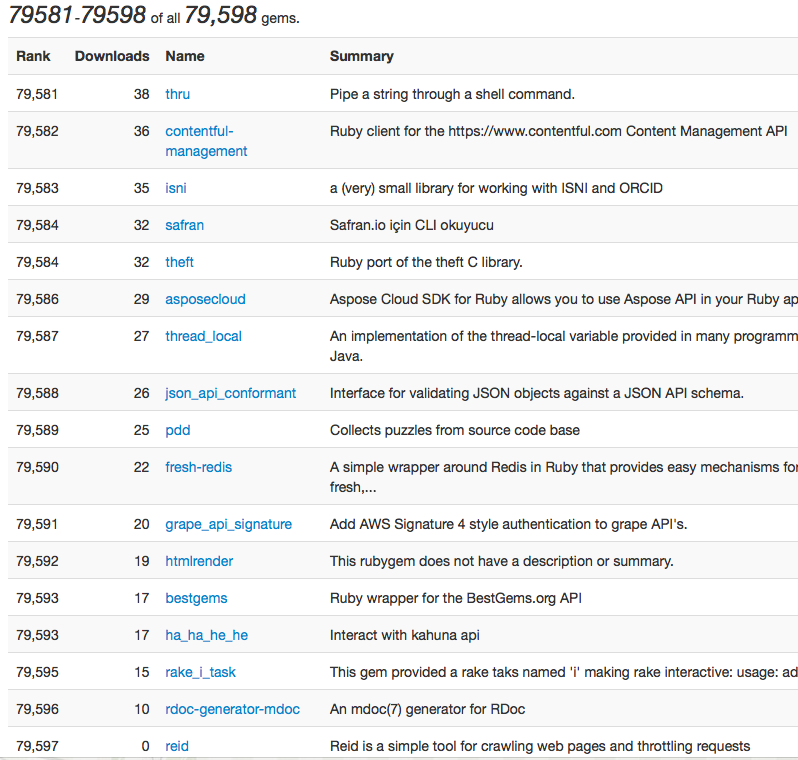 79581-79598 of all 79,598 gems.
Rank Downloads Name Summary
79,581 38 thru Pipe a string through a shell command.
79,582 36 contentful- Ruby client for the https://www.contentful.com Content Management API
management
79,583 35 isni a (very) small library for working with ISNI and ORCID
79,584 32 safran Safran.io için CLI okuyucu
79,584 32 theft Ruby port of the theft C library.
79,586 29 asposecloud Aspose Cloud SDK for Ruby allows you to use Aspose API in your Ruby ap
79,587 27 thread_local An implementation of the thread-local variable provided in many programm
Java.
79,588 26 json_api_conformant Interface for validating JSON objects against a JSON API schema.
79,589 25 pdd Collects puzzles from source code base
79,590 22 fresh-redis A simple wrapper around Redis in Ruby that provides easy mechanisms for
fresh,...
79,591 20 grape_api_signature Add AWS Signature 4 style authentication to grape API's.
79,592 19 htmlrender This rubygem does not have a description or summary.
79,593 17 bestgems Ruby wrapper for the BestGems.org API
79,593 17 ha_ha_he_he Interact with kahuna api
79,595 15 rake_i_task This gem provided a rake taks named 'i' making rake interactive: usage: ad
79,596 10 rdoc-generator-mdoc An mdoc(7) generator for RDoc
79,597 0 reid Reid is a simple tool for crawling web pages and throttling requests